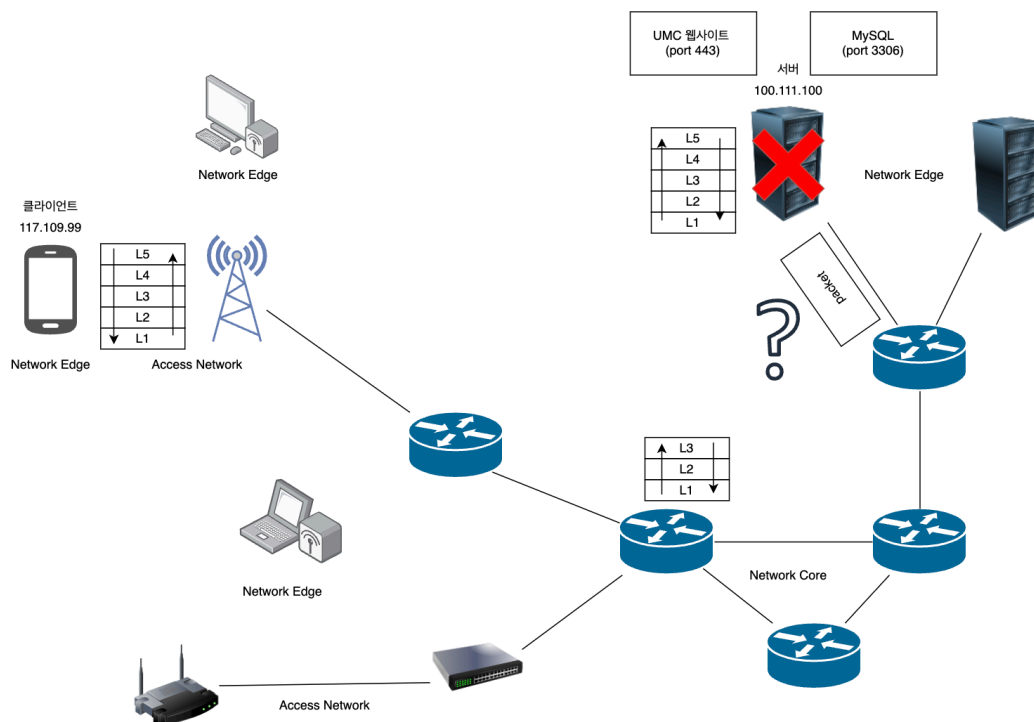 UMC 웹사이트
(port 443)
MySQL
(port 3306)
서버
100.111.100
L5
L4
L3
L2
L1
Network Edge
Network Edge
클라이언트
117.109.99
L5
L4
L3
L2
L1
Network Edge
Access Network
packet
?
L3
L2
L1
Network Edge
Network Core
Access Network